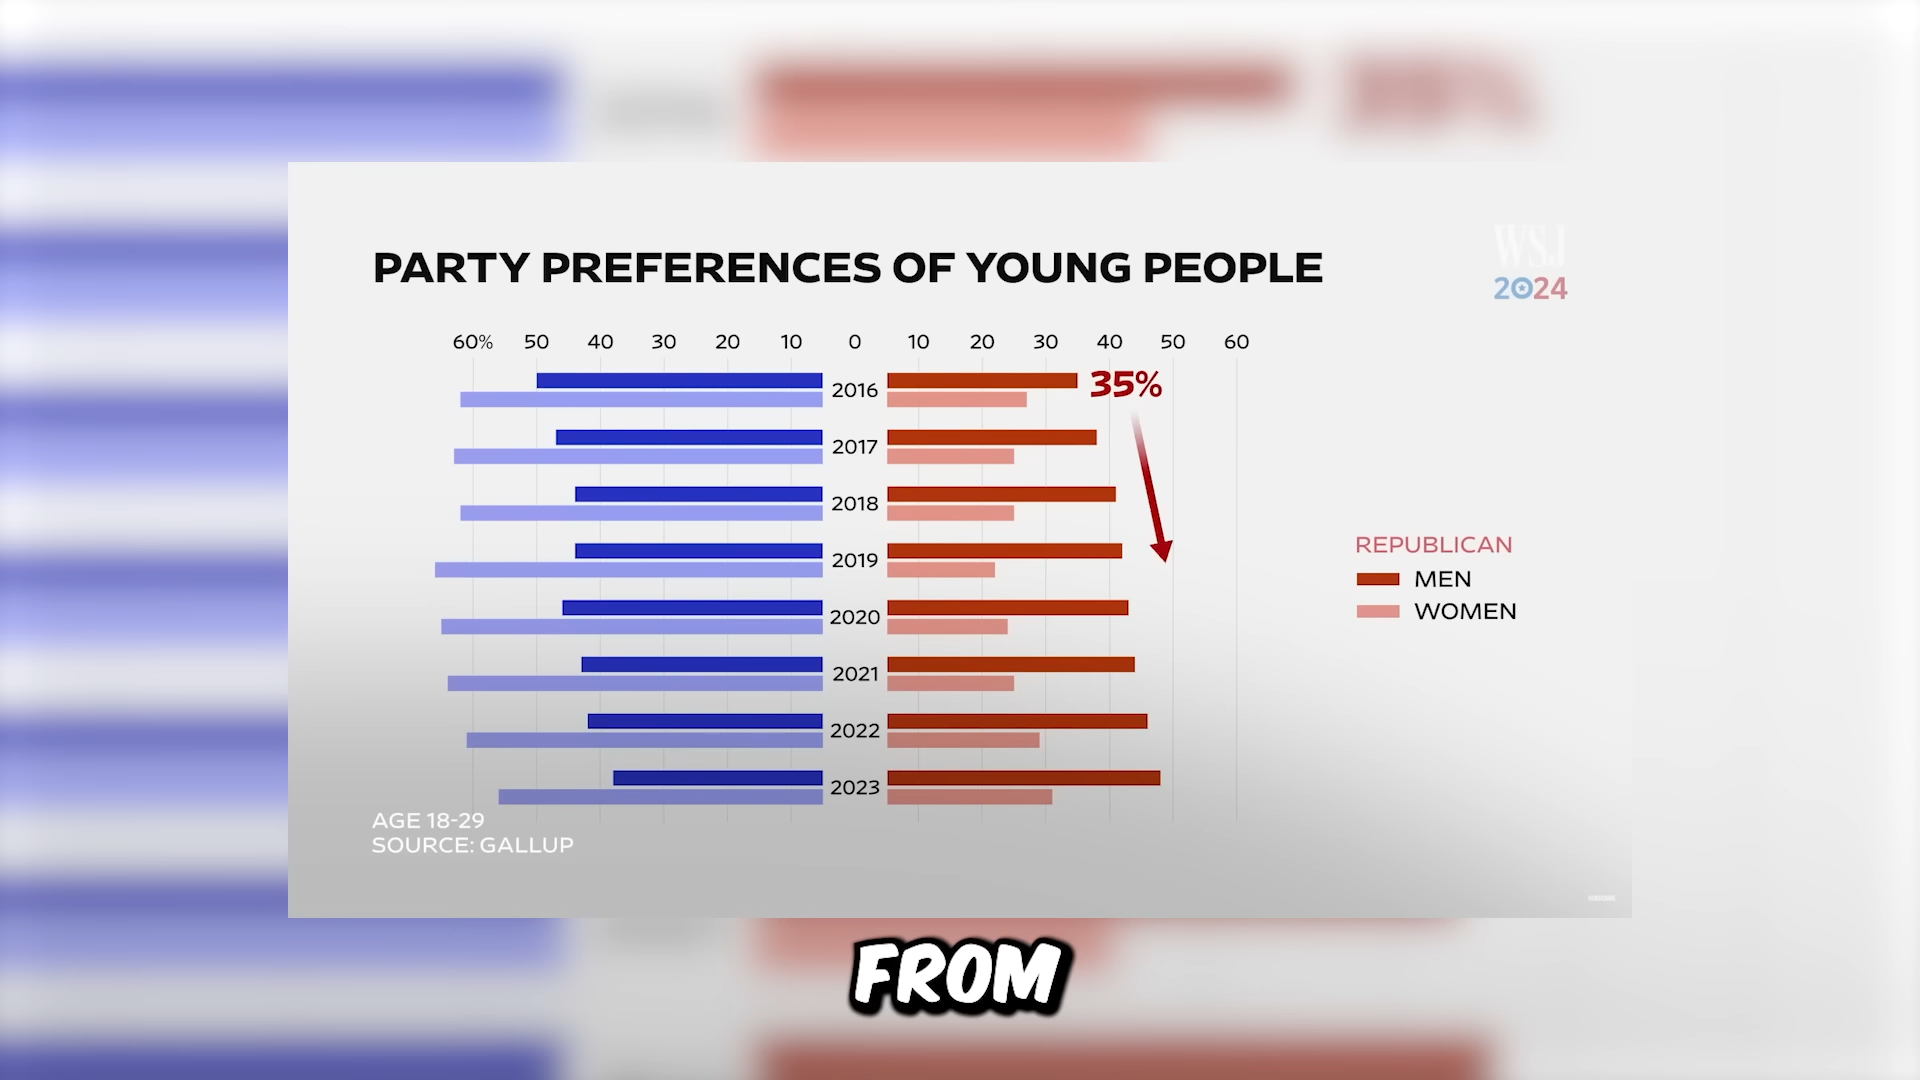 PARTY PREFERENCES OF YOUNG PEOPLE
WSJ
2024
60% 50 40 30 20 10 0 10 20 30 40 50 60
2016
35%
2017
2018
2019
2020
2021
2022
2023
REPUBLICAN
MEN
WOMEN
AGE 18-29
SOURCE: GALLUP
FROM